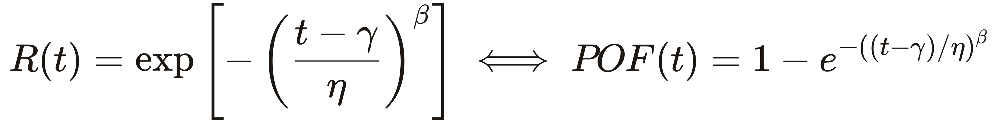 R(t) = exp [ − ( (t − γ) / η )^β ] ⟺ POF(t) = 1 − e^{−((t−γ)/η)^β}